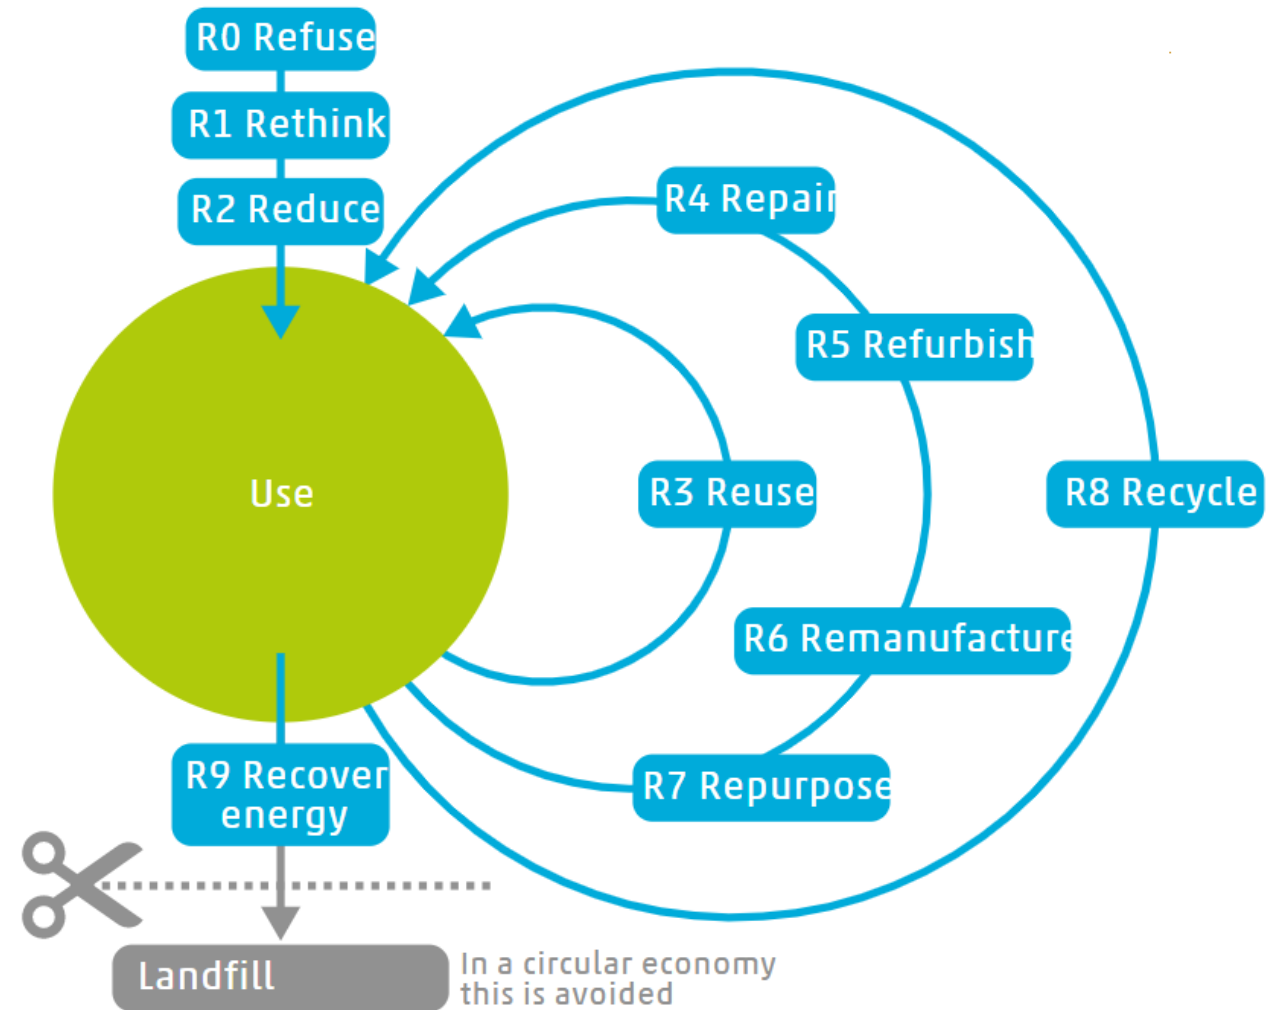 R0 Refuse
R1 Rethink
R2 Reduce
R4 Repair
R5 Refurbish
Use
R3 Reuse
R8 Recycle
R6 Remanufacture
R9 Recover
energy
R7 Repurpose
Landfill
In a circular economy
this is avoided